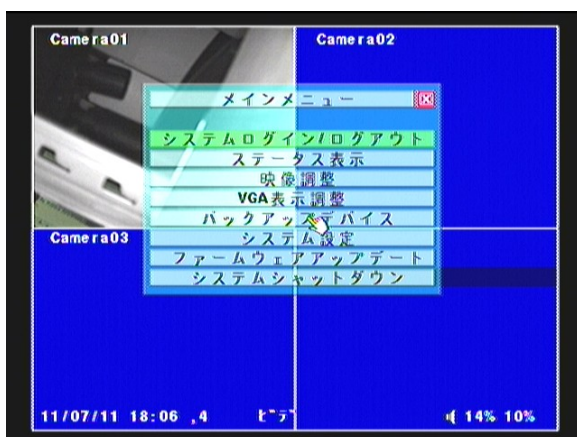 Camera01
Camera02
メインメニュー
システムログイン/ログアウト
ステータス表示
映像調整
VGA表示調整
バックアップデバイス
システム設定
ファームウェアアップデート
システムシャットダウン
Camera03
11/07/11 18:06 ,4 ビデ
14% 10%